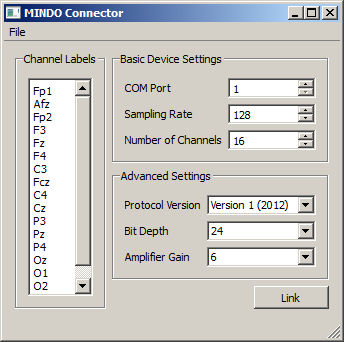 MINDO Connector
File
Channel Labels
Fp1
Afz
Fp2
F3
Fz
F4
C3
Fcz
C4
Cz
P3
Pz
P4
Oz
O1
O2
Basic Device Settings
COM Port 1
Sampling Rate 128
Number of Channels 16
Advanced Settings
Protocol Version Version 1 (2012)
Bit Depth 24
Amplifier Gain 6
Link